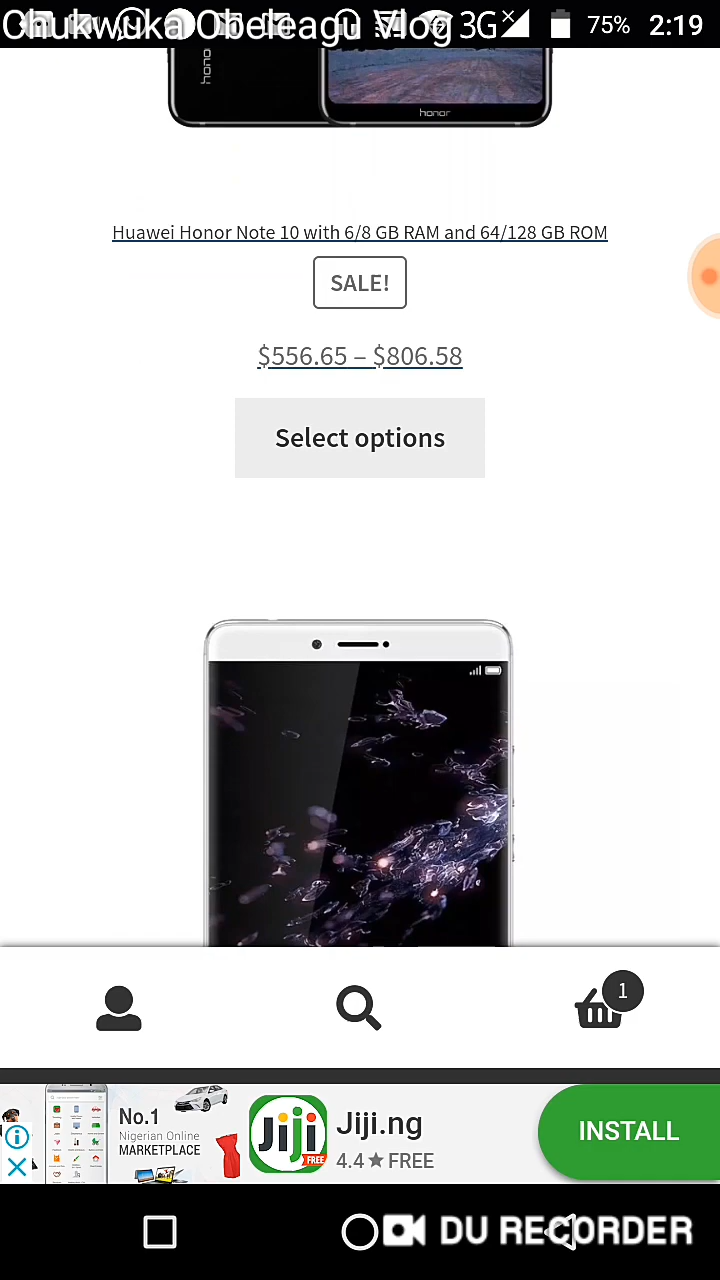 Chukwuka Obeleagu Vlog 3G 75% 2:19
honor
honor
Huawei Honor Note 10 with 6/8 GB RAM and 64/128 GB ROM
SALE!
$556.65 – $806.58
Select options
1
No.1
Nigerian Online
MARKETPLACE
Jiji
FREE
Jiji.ng
4.4★ FREE
INSTALL
DU RECORDER